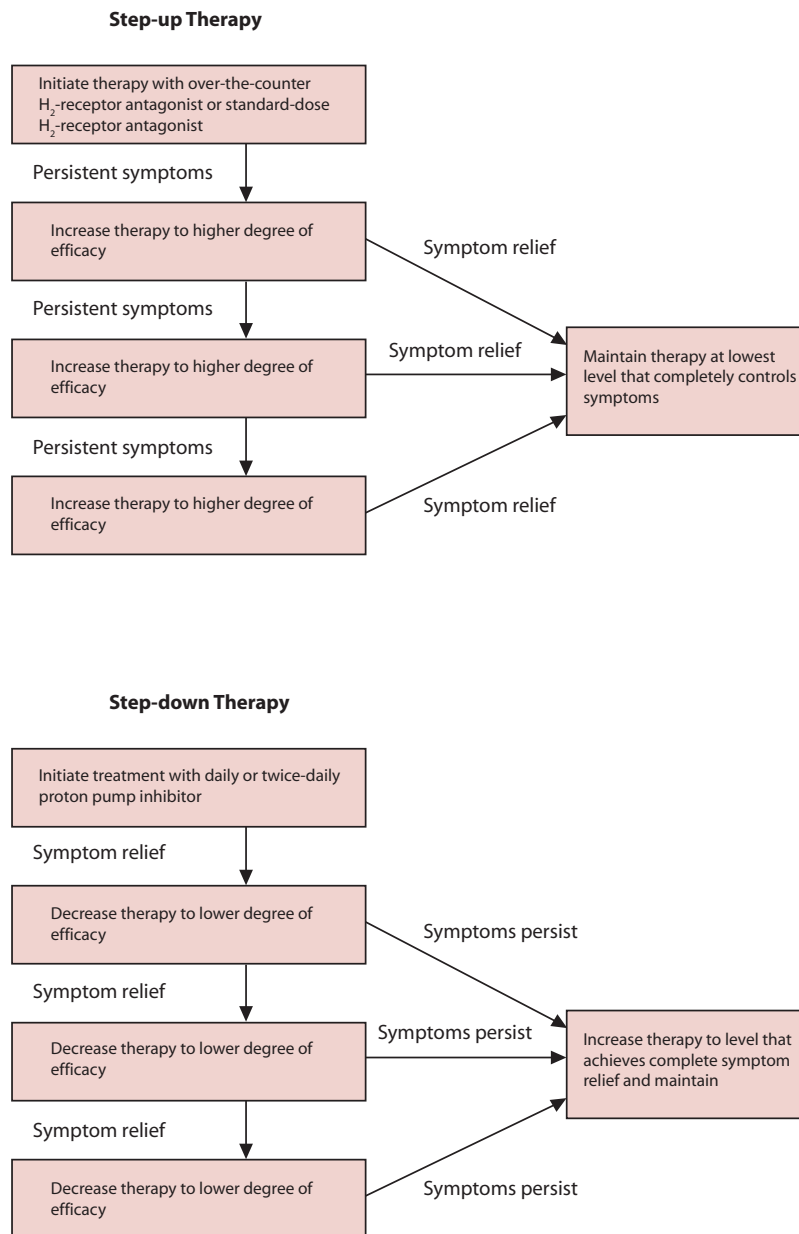 Step-up Therapy
Initiate therapy with over-the-counter
H₂-receptor antagonist or standard-dose
H₂-receptor antagonist
Persistent symptoms
Increase therapy to higher degree of
efficacy
Symptom relief
Persistent symptoms
Increase therapy to higher degree of
efficacy
Symptom relief
Maintain therapy at lowest
level that completely controls
symptoms
Persistent symptoms
Increase therapy to higher degree of
efficacy
Symptom relief
Step-down Therapy
Initiate treatment with daily or twice-daily
proton pump inhibitor
Symptom relief
Decrease therapy to lower degree of
efficacy
Symptoms persist
Symptom relief
Decrease therapy to lower degree of
efficacy
Symptoms persist
Increase therapy to level that
achieves complete symptom
relief and maintain
Symptom relief
Decrease therapy to lower degree of
efficacy
Symptoms persist